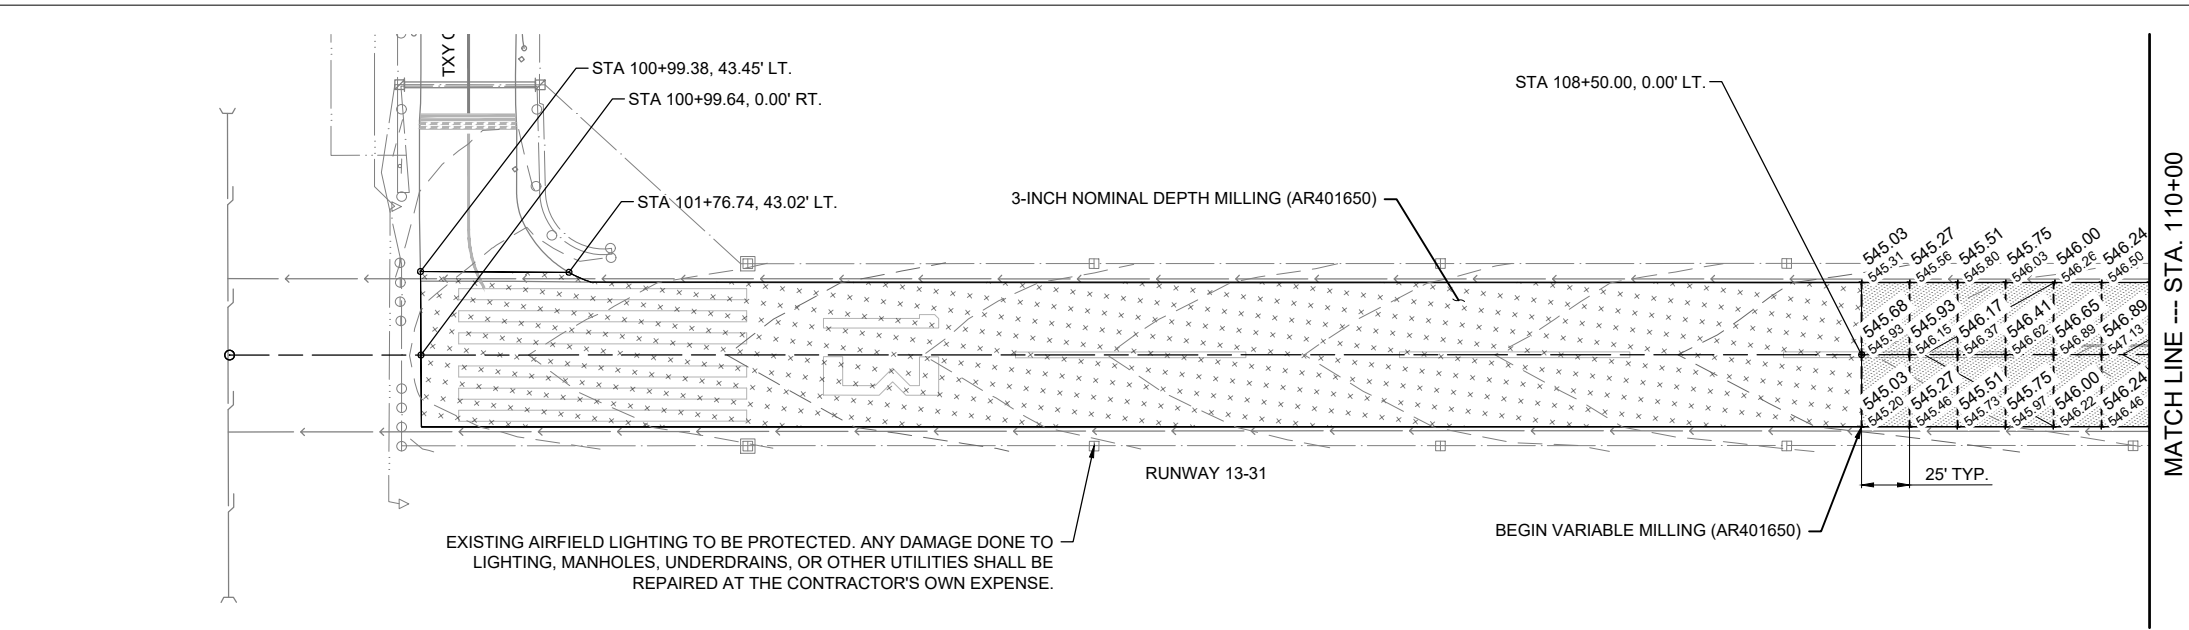 TXY
STA 100+99.38, 43.45' LT.
STA 100+99.64, 0.00' RT.
STA 101+76.74, 43.02' LT.
3-INCH NOMINAL DEPTH MILLING (AR401650)
STA 108+50.00, 0.00' LT.
545.03 545.27 545.51 545.75 546.00 546.24
545.31 545.56 545.80 546.03 546.26 546.50
545.68 545.93 546.17 546.41 546.65 546.89
545.93 546.15 546.37 546.62 546.89 547.13
545.03 545.27 545.51 545.75 546.00 546.24
545.20 545.46 545.73 545.97 546.22 546.46
MATCH LINE --- STA. 110+00
RUNWAY 13-31
25' TYP.
BEGIN VARIABLE MILLING (AR401650)
EXISTING AIRFIELD LIGHTING TO BE PROTECTED. ANY DAMAGE DONE TO
LIGHTING, MANHOLES, UNDERDRAINS, OR OTHER UTILITIES SHALL BE
REPAIRED AT THE CONTRACTOR'S OWN EXPENSE.